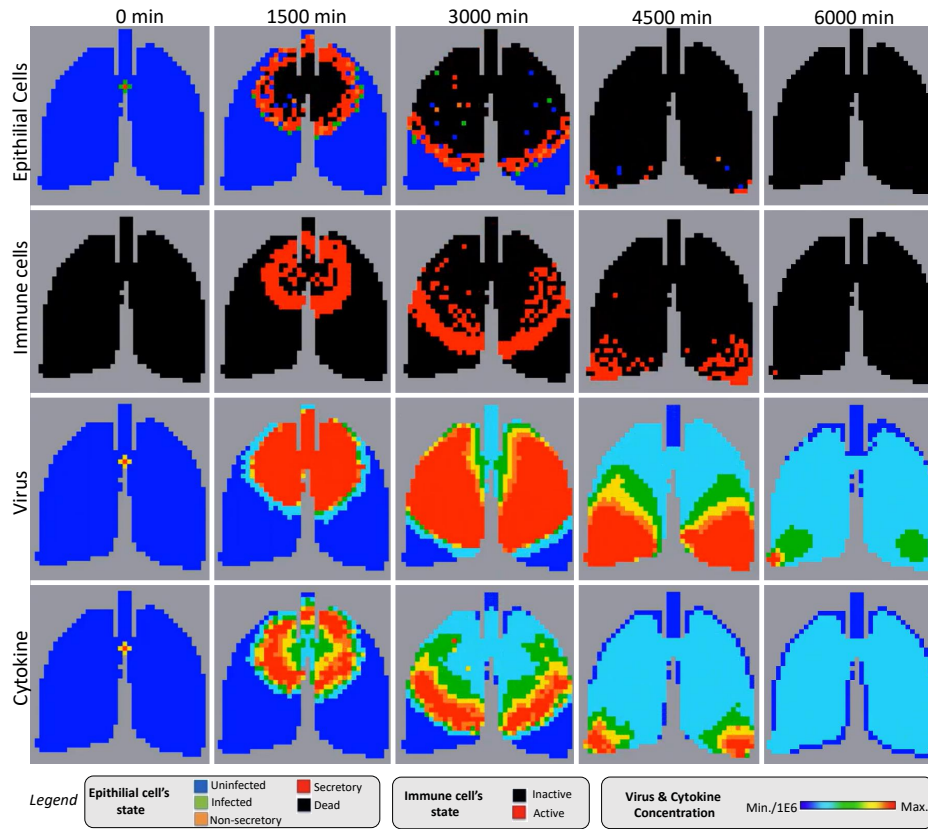 0 min 1500 min 3000 min 4500 min 6000 min
Epithilial Cells
Immune cells
Virus
Cytokine
Legend
Epithilial cell's
state
Uninfected
Infected
Non-secretory
Secretory
Dead
Immune cell's
state
Inactive
Active
Virus & Cytokine
Concentration
Min./1E6
Max.